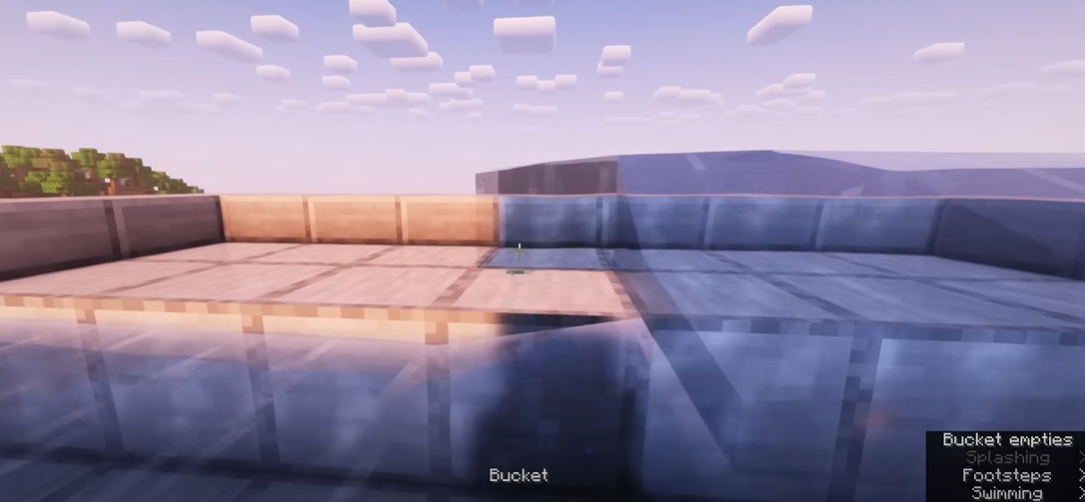 Bucket
Bucket empties
Splashing
Footsteps
Swimming